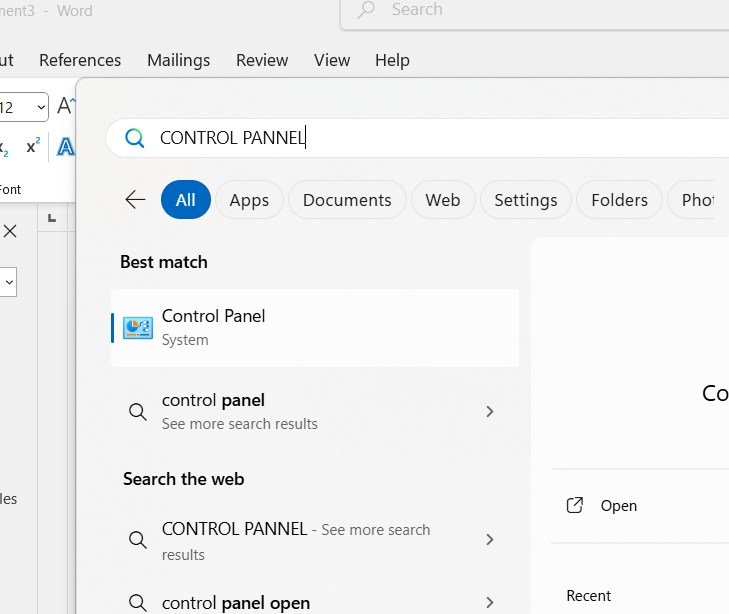 ment3 - Word
Search
ut References Mailings Review View Help
12 A
x2 x2 A
Font
CONTROL PANNEL
All Apps Documents Web Settings Folders Phot
Best match
Control Panel
System
control panel
See more search results
Search the web
CONTROL PANNEL - See more search
results
control panel open
Co
Open
Recent
les